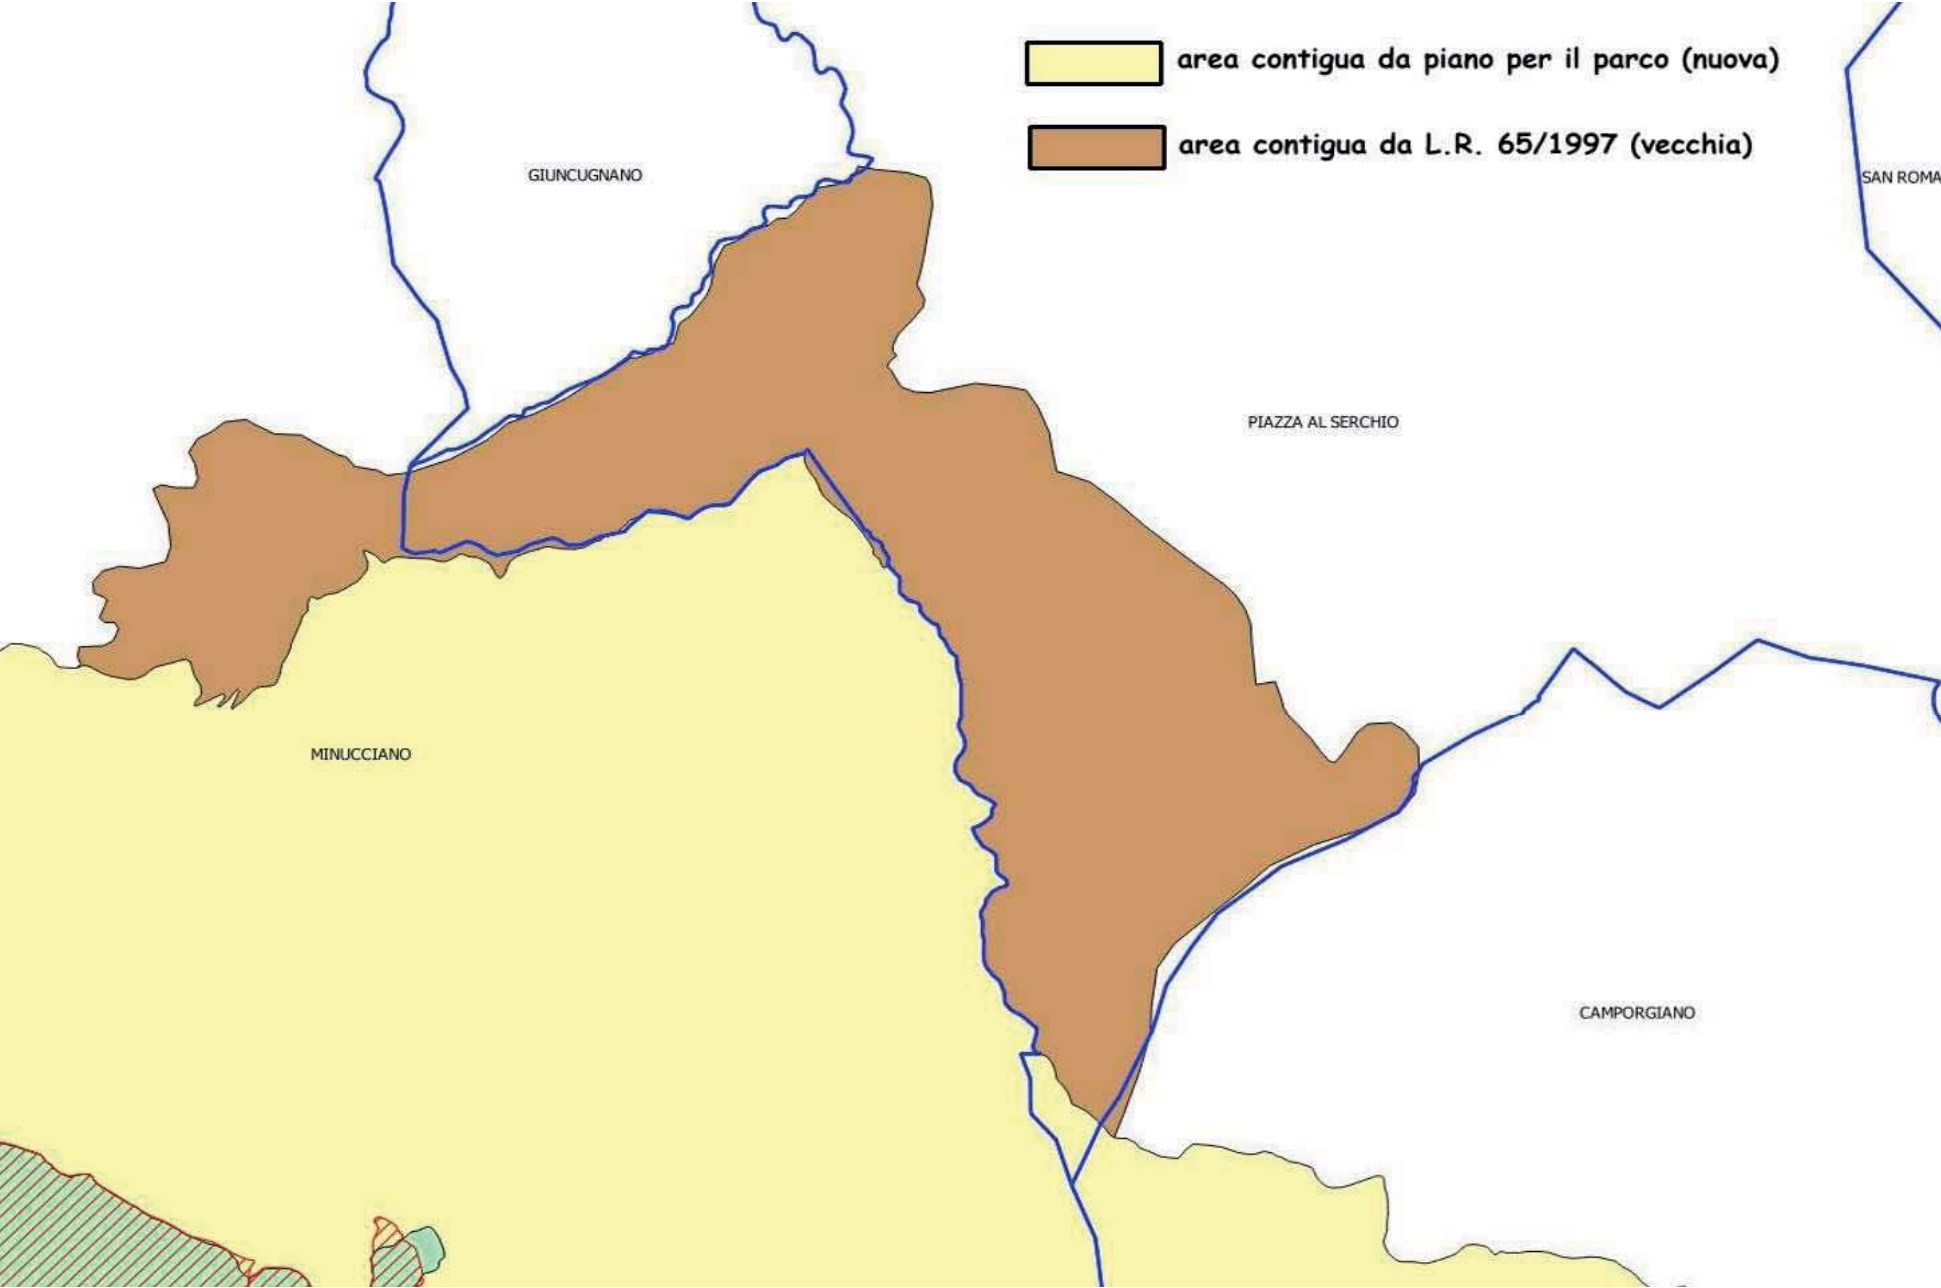 area contigua da piano per il parco (nuova)
area contigua da L.R. 65/1997 (vecchia)
GIUNCUGNANO
SAN ROMA
PIAZZA AL SERCHIO
MINUCCIANO
CAMPORGIANO